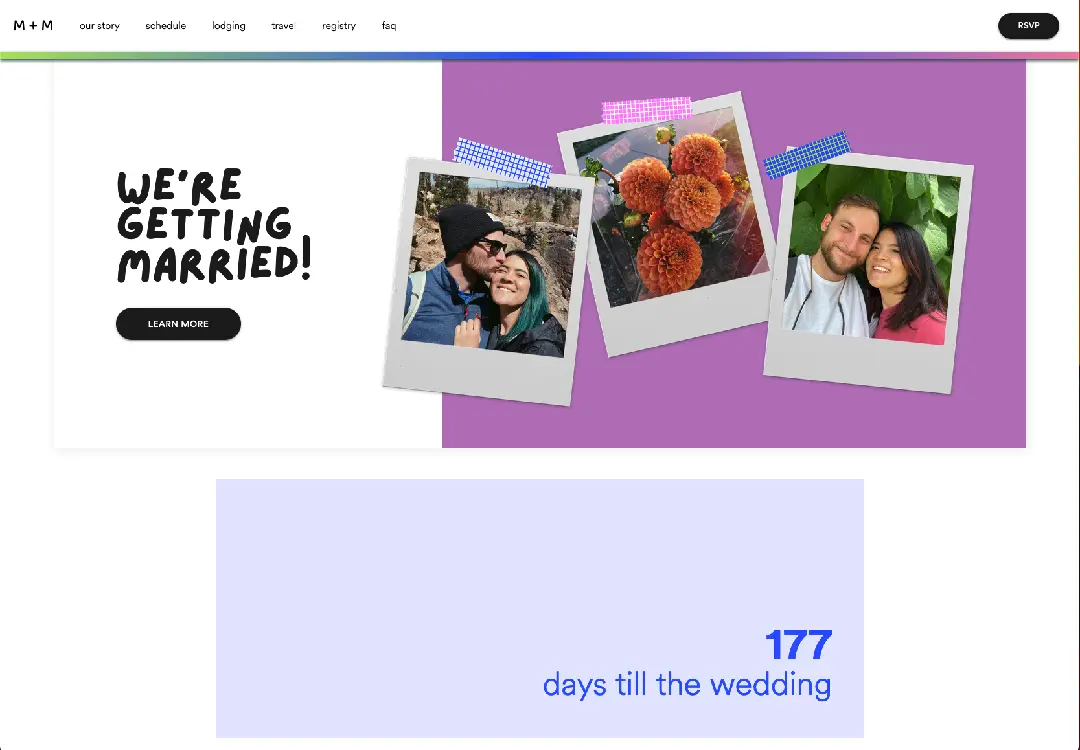 M + M
our story
schedule
lodging
travel
registry
faq
RSVP
WE'RE
GETTING
MARRIED!
LEARN MORE
177
days till the wedding